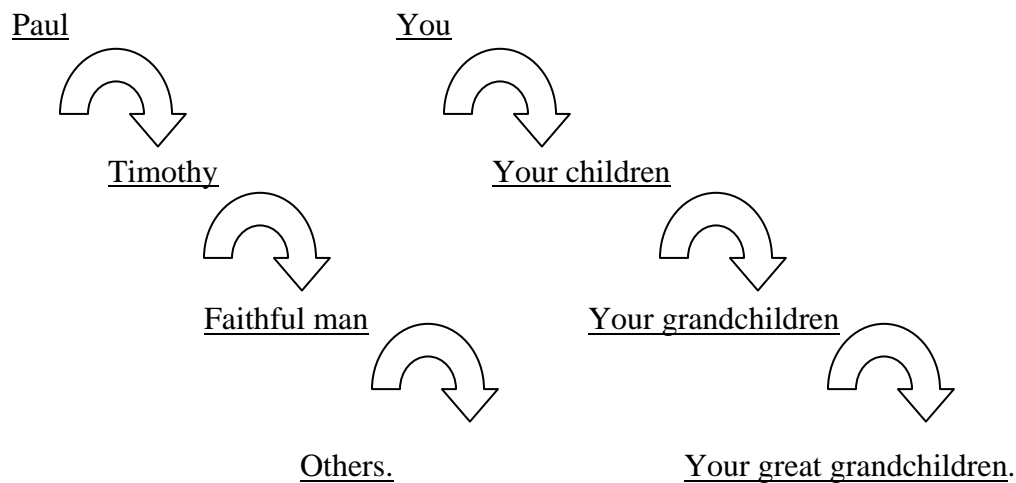 Paul You
Timothy Your children
Faithful man Your grandchildren
Others. Your great grandchildren.